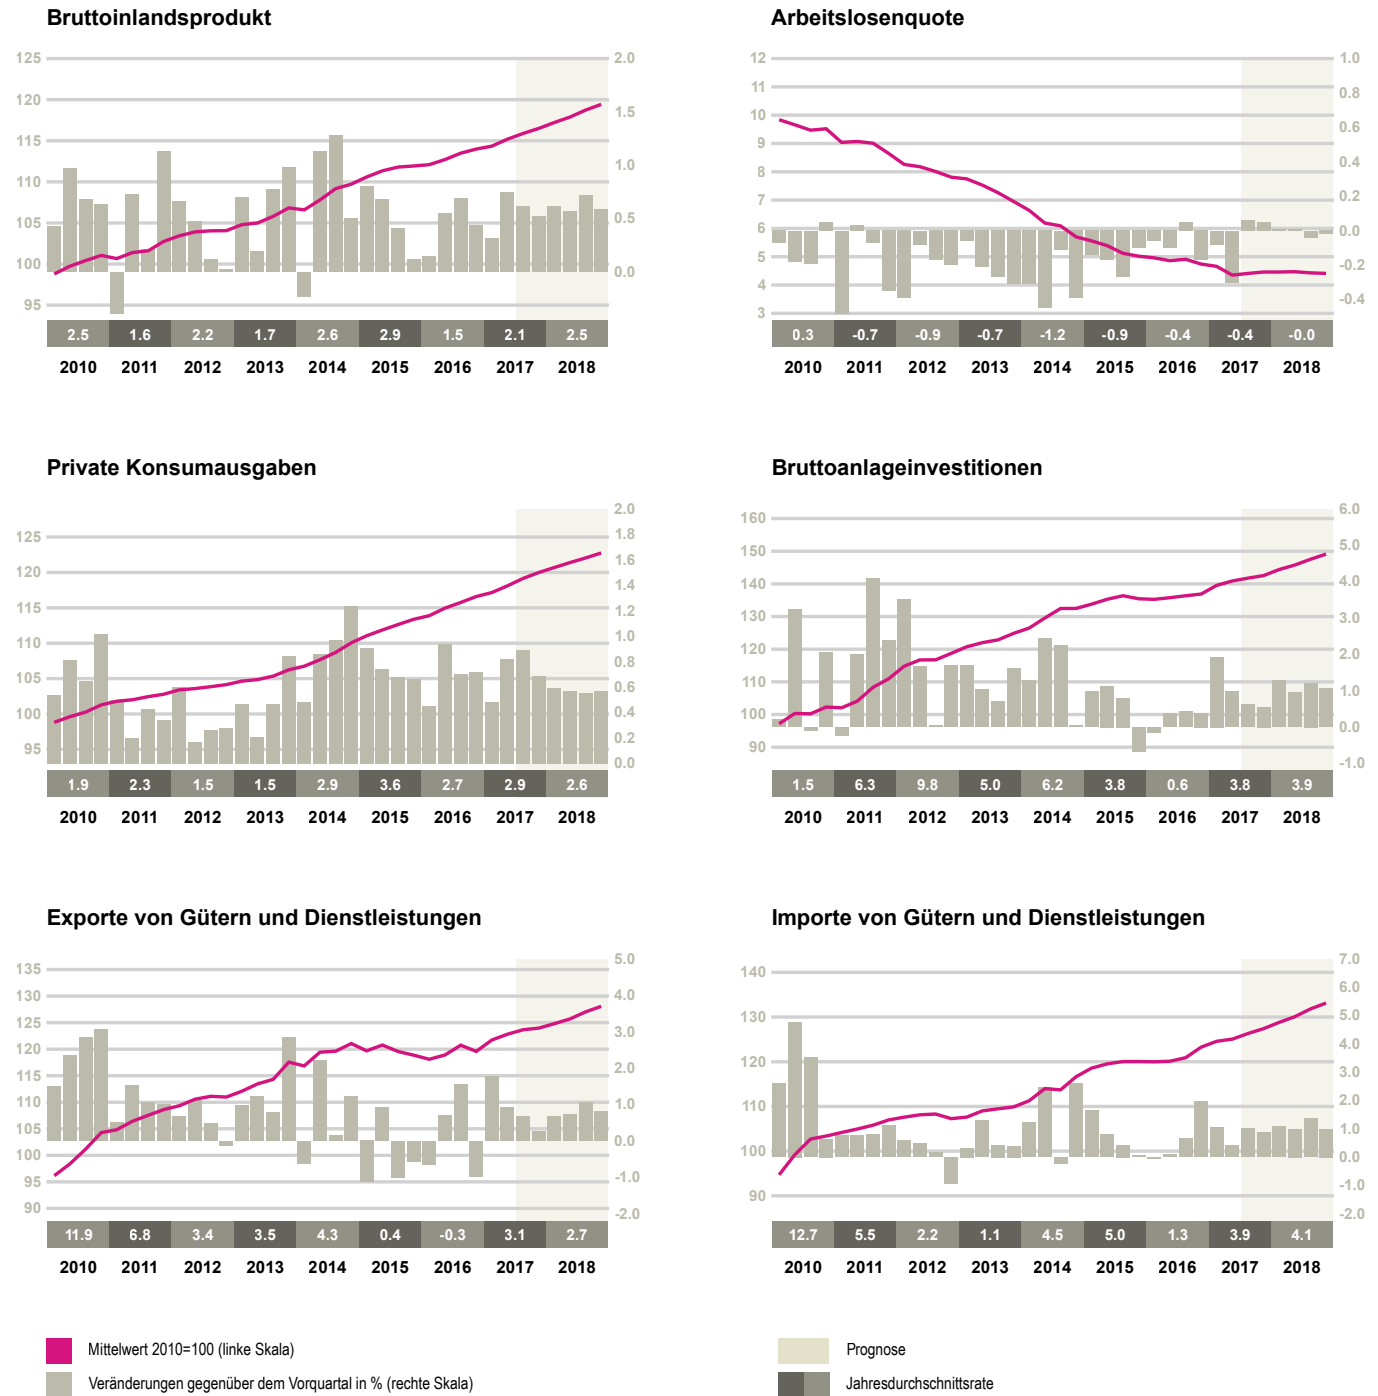 Bruttoinlandsprodukt
125 2.0
120 1.5
115
110 1.0
105 0.5
100 0.0
95
2.5 1.6 2.2 1.7 2.6 2.9 1.5 2.1 2.5
2010 2011 2012 2013 2014 2015 2016 2017 2018
Arbeitslosenquote
12 1.0
11 0.8
10 0.6
9 0.4
8 0.2
7 0.0
6 -0.2
5 -0.4
4
3
0.3 -0.7 -0.9 -0.7 -1.2 -0.9 -0.4 -0.4 -0.0
2010 2011 2012 2013 2014 2015 2016 2017 2018
Private Konsumausgaben
2.0
125 1.8
120 1.6
115 1.4
110 1.2
105 1.0
100 0.8
95 0.6
0.4
0.2
0.0
1.9 2.3 1.5 1.5 2.9 3.6 2.7 2.9 2.6
2010 2011 2012 2013 2014 2015 2016 2017 2018
Bruttoanlageinvestitionen
160 6.0
150 5.0
140 4.0
130 3.0
120 2.0
110 1.0
100 0.0
90 -1.0
1.5 6.3 9.8 5.0 6.2 3.8 0.6 3.8 3.9
2010 2011 2012 2013 2014 2015 2016 2017 2018
Exporte von Gütern und Dienstleistungen
135 5.0
130 4.0
125 3.0
120 2.0
115 1.0
110 0.0
105 -1.0
100 -2.0
95
90
11.9 6.8 3.4 3.5 4.3 0.4 -0.3 3.1 2.7
2010 2011 2012 2013 2014 2015 2016 2017 2018
Importe von Gütern und Dienstleistungen
140 7.0
130 6.0
120 5.0
110 4.0
100 3.0
90 2.0
1.0
0.0
-1.0
-2.0
12.7 5.5 2.2 1.1 4.5 5.0 1.3 3.9 4.1
2010 2011 2012 2013 2014 2015 2016 2017 2018
Mittelwert 2010=100 (linke Skala)
Veränderungen gegenüber dem Vorquartal in % (rechte Skala)
Prognose
Jahresdurchschnittsrate